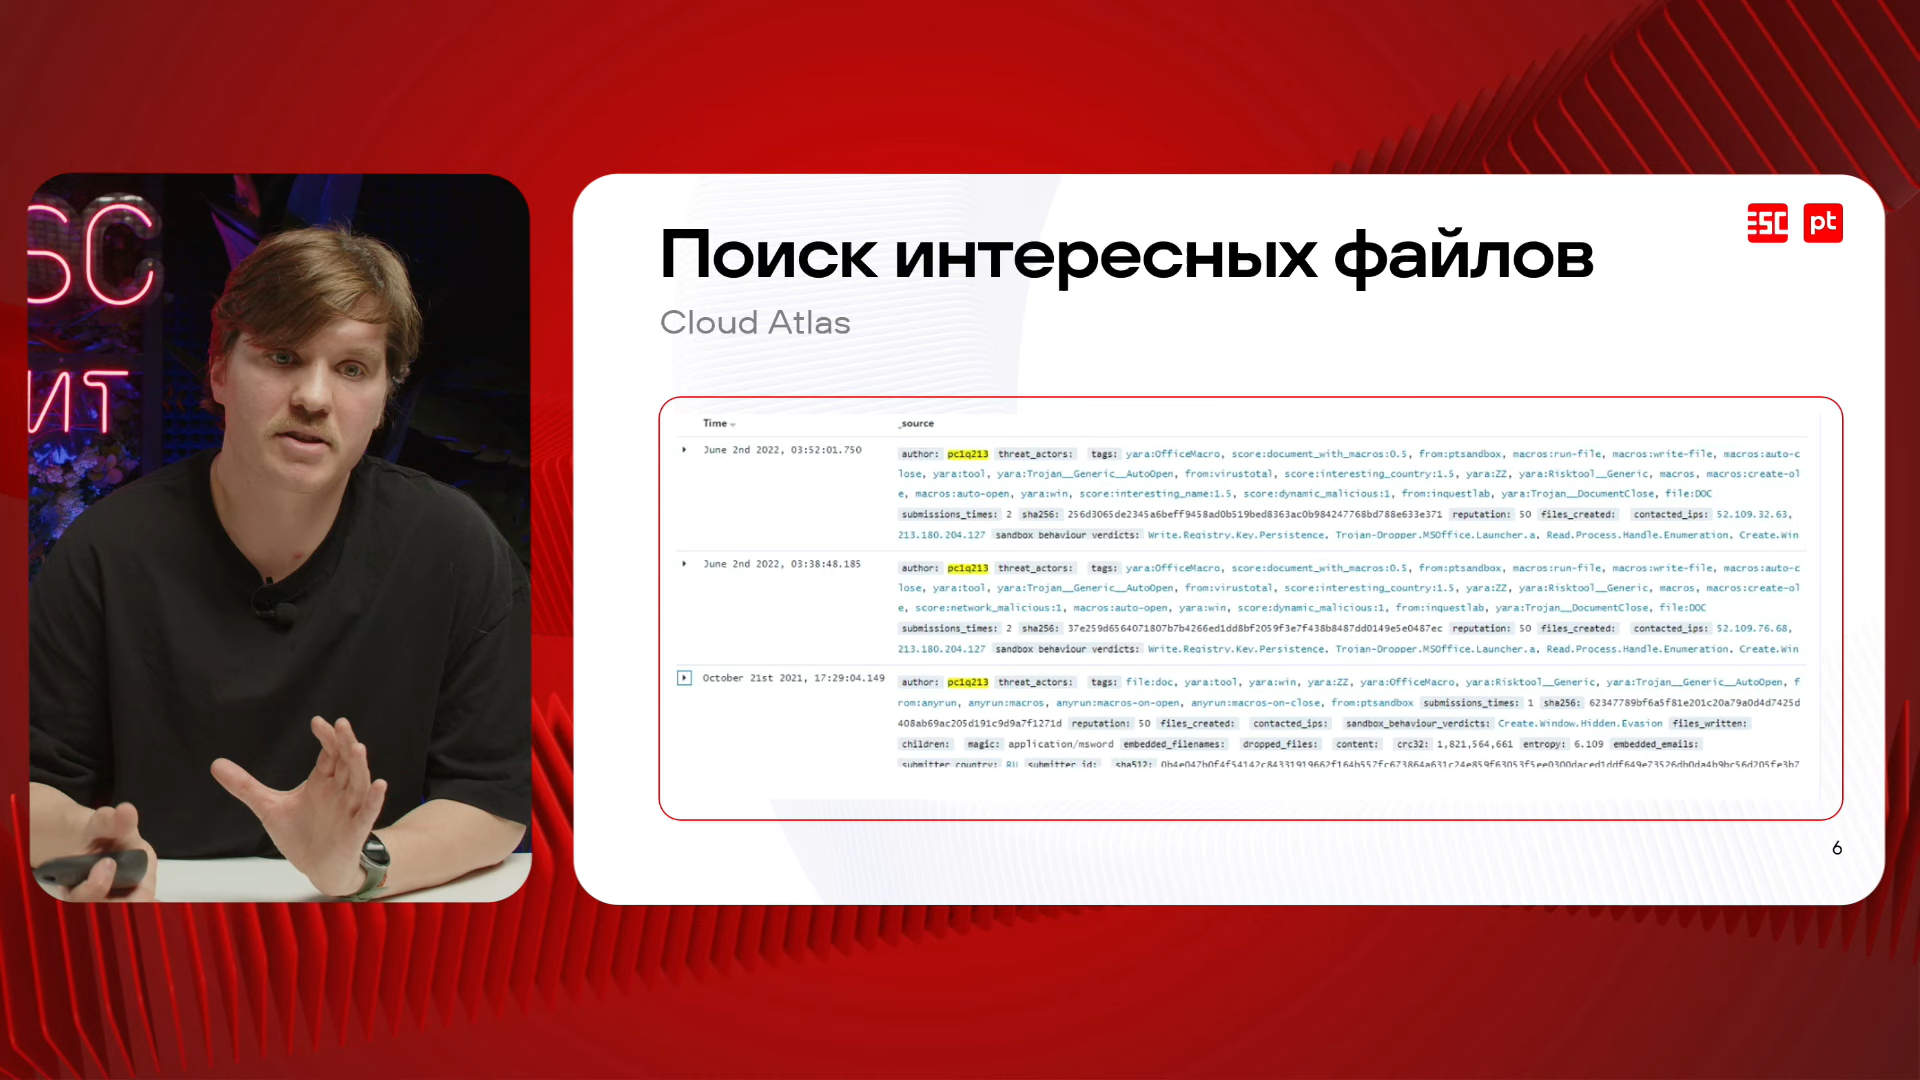 SC
ИТ
ESC pt
Поиск интересных файлов
Cloud Atlas
Time _source
June 2nd 2022, 03:52:01.750
author: pc1q213 threat_actors: tags: yara:OfficeMacro, score:document_with_macros:0.5, from:ptsandbox, macros:run-file, macros:write-file, macros:auto-c
lose, yara:tool, yara:Trojan__Generic__AutoOpen, from:virustotal, score:interesting_country:1.5, yara:ZZ, yara:Risktool__Generic, macros, macros:create-ol
e, macros:auto-open, yara:win, score:interesting_name:1.5, score:dynamic_malicious:1, from:inquestlab, yara:Trojan__DocumentClose, file:DOC
submissions_times: 2 sha256: 256d3065de2345a6beff9458ad0b519bed8363ac0b984247768bd788e633e371 reputation: 50 files_created: contacted_ips: 52.109.32.63,
213.180.204.127 sandbox behaviour verdicts: Write.Registry.Key.Persistence, Trojan-Dropper.MSOffice.Launcher.a, Read.Process.Handle.Enumeration, Create.Win
June 2nd 2022, 03:38:48.185
author: pc1q213 threat_actors: tags: yara:OfficeMacro, score:document_with_macros:0.5, from:ptsandbox, macros:run-file, macros:write-file, macros:auto-c
lose, yara:tool, yara:Trojan__Generic__AutoOpen, from:virustotal, score:interesting_country:1.5, yara:ZZ, yara:Risktool__Generic, macros, macros:create-ol
e, score:network_malicious:1, macros:auto-open, yara:win, score:dynamic_malicious:1, from:inquestlab, yara:Trojan__DocumentClose, file:DOC
submissions_times: 2 sha256: 37e259d6564071807b7b4266ed1dd8bf2059f3e7f438b8487dd0149e5e0487ec reputation: 50 files_created: contacted_ips: 52.109.76.68,
213.180.204.127 sandbox behaviour verdicts: Write.Registry.Key.Persistence, Trojan-Dropper.MSOffice.Launcher.a, Read.Process.Handle.Enumeration, Create.Win
October 21st 2021, 17:29:04.149
author: pc1q213 threat_actors: tags: file:doc, yara:tool, yara:win, yara:ZZ, yara:OfficeMacro, yara:Risktool__Generic, yara:Trojan__Generic__AutoOpen, f
rom:anyrun, anyrun:macros, anyrun:macros-on-open, anyrun:macros-on-close, from:ptsandbox submissions_times: 1 sha256: 62347789bf6a5f81e201c20a79a0d4d7425d
408ab69ac205d191c9d9a7f1271d reputation: 50 files_created: contacted_ips: sandbox_behaviour_verdicts: Create.Window.Hidden.Evasion files_written:
children: magic: application/msword embedded_filenames: dropped_files: content: crc32: 1,821,564,661 entropy: 6.109 embedded_emails:
submitter country: RU submitter id: sha512:
6